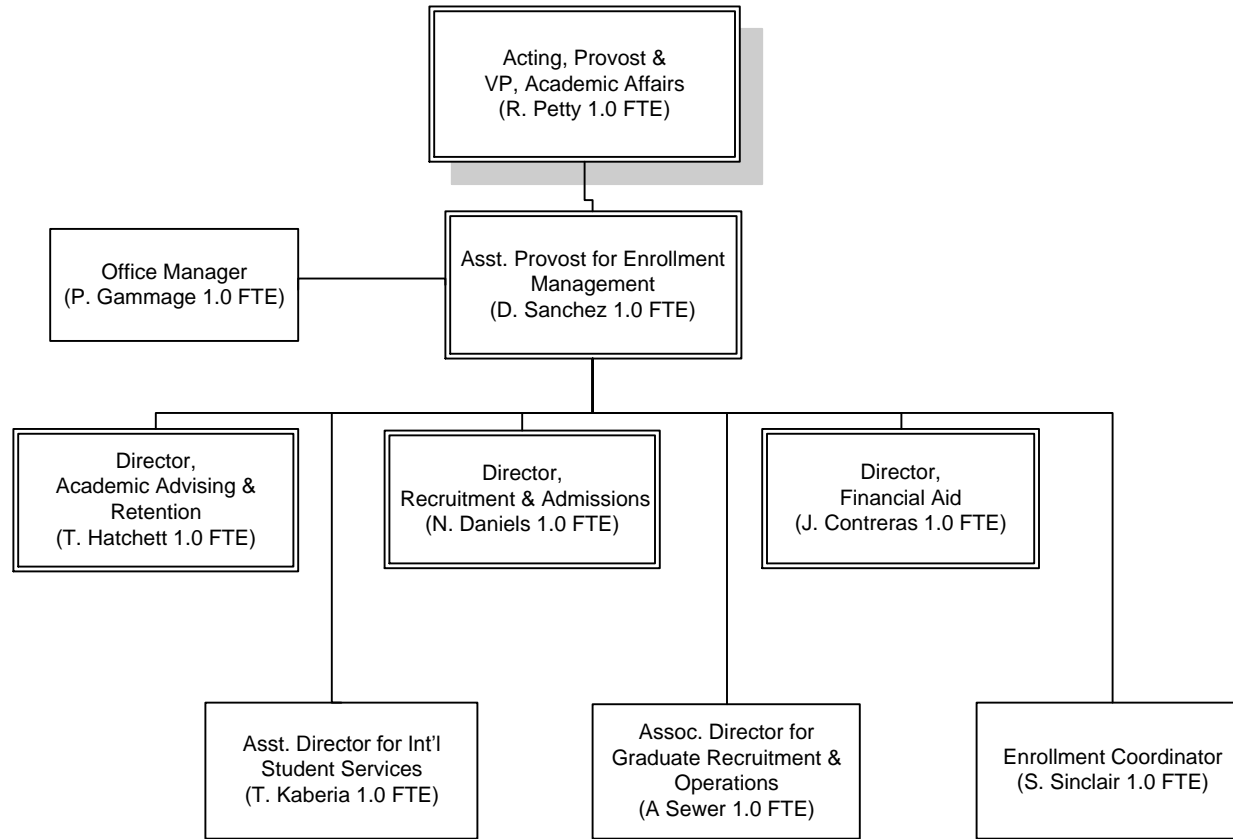 Acting, Provost &
VP, Academic Affairs
(R. Petty 1.0 FTE)
Office Manager
(P. Gammage 1.0 FTE)
Asst. Provost for Enrollment
Management
(D. Sanchez 1.0 FTE)
Director,
Academic Advising &
Retention
(T. Hatchett 1.0 FTE)
Director,
Recruitment & Admissions
(N. Daniels 1.0 FTE)
Director,
Financial Aid
(J. Contreras 1.0 FTE)
Asst. Director for Int'l
Student Services
(T. Kaberia 1.0 FTE)
Assoc. Director for
Graduate Recruitment &
Operations
(A Sewer 1.0 FTE)
Enrollment Coordinator
(S. Sinclair 1.0 FTE)